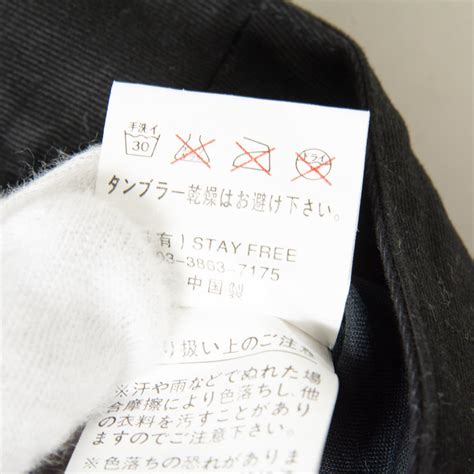 手洗イ
30
ドライ
タンブラー乾燥はお避け下さい。
有) STAY FREE
03-3863-7175
中国製
り扱い上のご注意
※汗や雨などでぬれた場
合摩擦により色落ちし、他
の衣料を汚すことがあり
ますのでご注意下さい。
※色落ちの恐れがありま